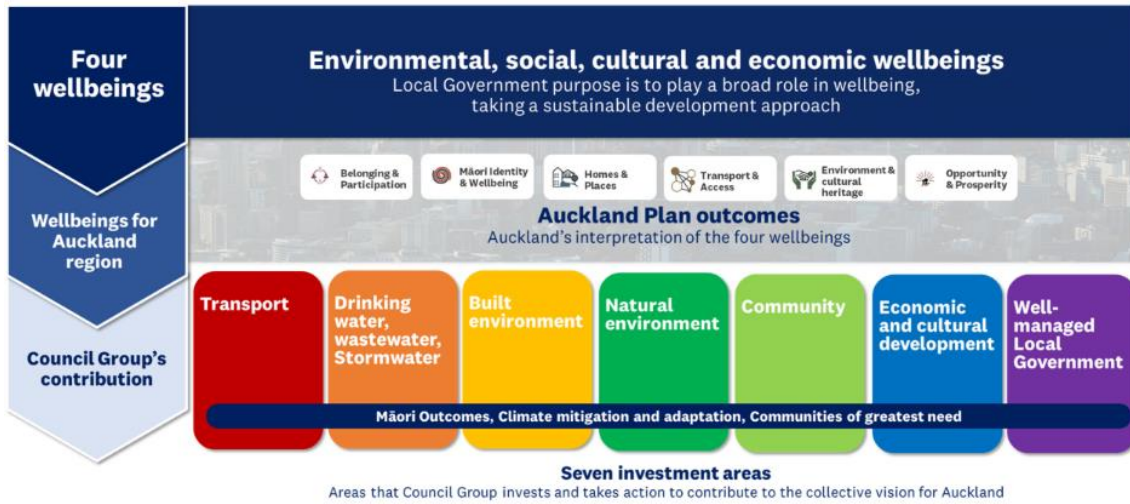 Four
wellbeings
Environmental, social, cultural and economic wellbeings
Local Government purpose is to play a broad role in wellbeing,
taking a sustainable development approach
Wellbeings for
Auckland
region
Belonging &
Participation
Māori Identity
& Wellbeing
Homes &
Places
Transport &
Access
Environment &
cultural
heritage
Opportunity
& Prosperity
Auckland Plan outcomes
Auckland's interpretation of the four wellbeings
Council Group's
contribution
Transport
Drinking
water,
wastewater,
Stormwater
Built
environment
Natural
environment
Community
Economic
and cultural
development
Well-
managed
Local
Government
Māori Outcomes, Climate mitigation and adaptation, Communities of greatest need
Seven investment areas
Areas that Council Group invests and takes action to contribute to the collective vision for Auckland